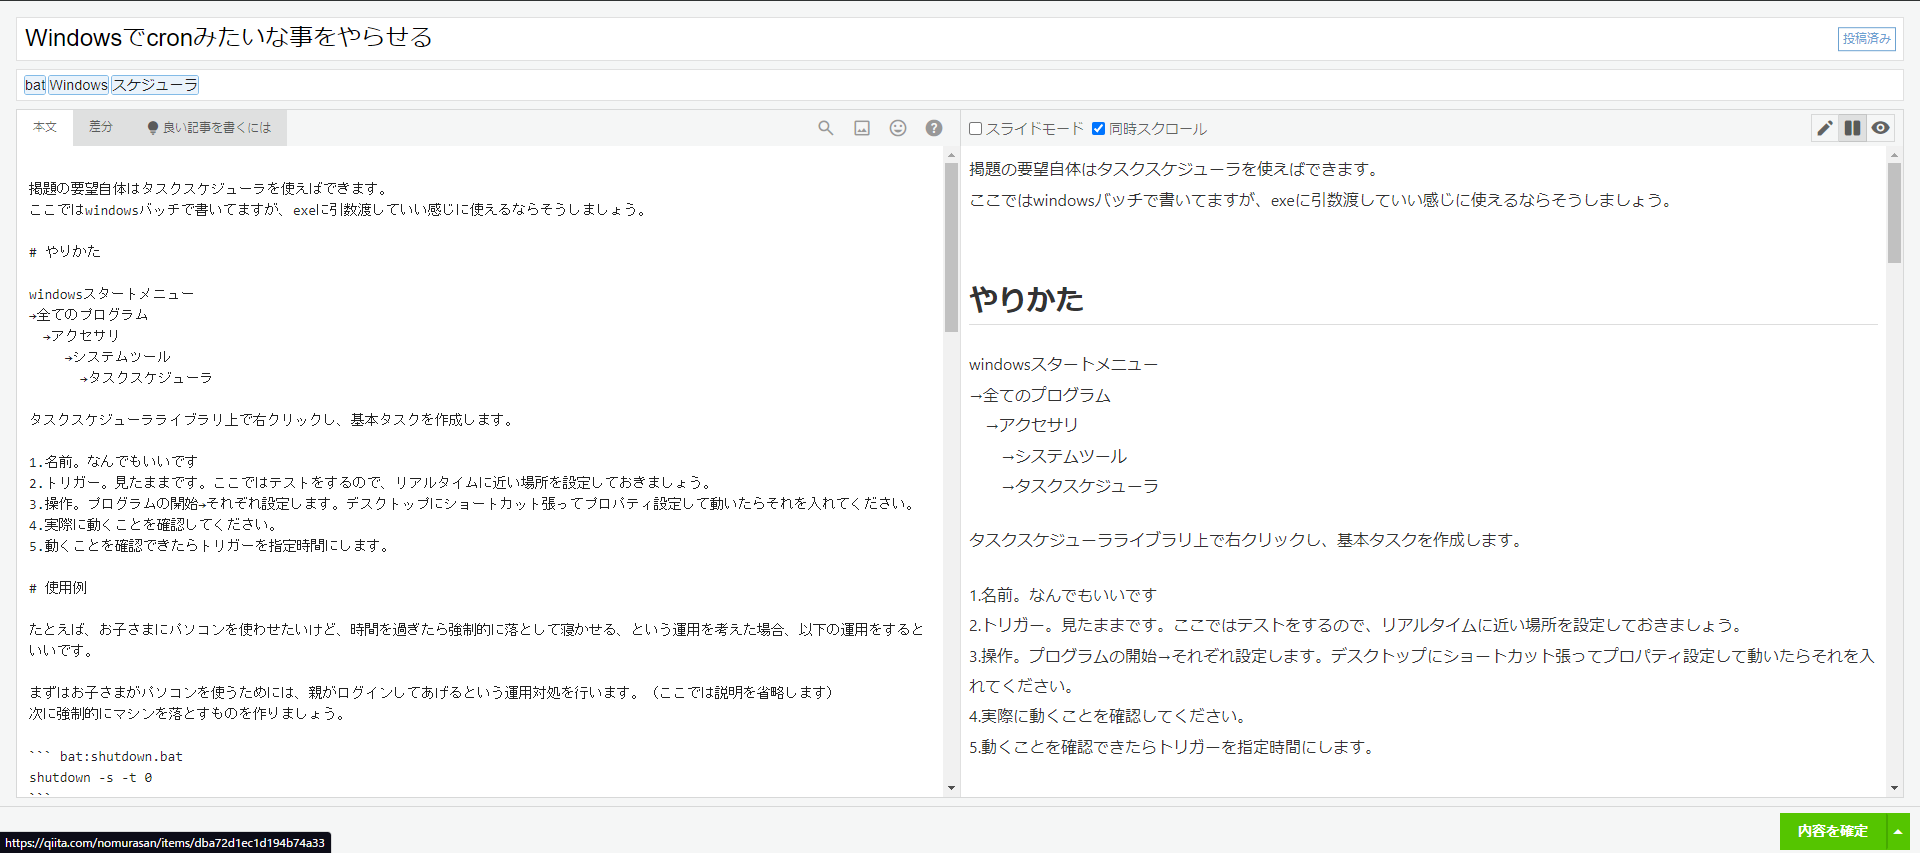 Windowsでcronみたいな事をやらせる
投稿済み
bat Windows スケジューラ
本文 差分 良い記事を書くには
スライドモード 同時スクロール
掲題の要望自体はタスクスケジューラを使えばできます。
ここではwindowsバッチで書いてますが、exeに引数渡していい感じに使えるならそうしましょう。
# やりかた
windowsスタートメニュー
→全てのプログラム
→アクセサリ
→システムツール
→タスクスケジューラ
タスクスケジューラライブラリ上で右クリックし、基本タスクを作成します。
1.名前。なんでもいいです
2.トリガー。見たままです。ここではテストをするので、リアルタイムに近い場所を設定しておきましょう。
3.操作。プログラムの開始→それぞれ設定します。デスクトップにショートカット張ってプロパティ設定して動いたらそれを入れてください。
4.実際に動くことを確認してください。
5.動くことを確認できたらトリガーを指定時間にします。
# 使用例
たとえば、お子さまにパソコンを使わせたいけど、時間を過ぎたら強制的に落として寝かせる、という運用を考えた場合、以下の運用をすると
いいです。
まずはお子さまがパソコンを使うためには、親がログインしてあげるという運用対処を行います。（ここでは説明を省略します）
次に強制的にマシンを落とすものを作りましょう。
``` bat:shutdown.bat
shutdown -s -t 0
```
掲題の要望自体はタスクスケジューラを使えばできます。
ここではwindowsバッチで書いてますが、exeに引数渡していい感じに使えるならそうしましょう。
やりかた
windowsスタートメニュー
→全てのプログラム
→アクセサリ
→システムツール
→タスクスケジューラ
タスクスケジューラライブラリ上で右クリックし、基本タスクを作成します。
1.名前。なんでもいいです
2.トリガー。見たままです。ここではテストをするので、リアルタイムに近い場所を設定しておきましょう。
3.操作。プログラムの開始→それぞれ設定します。デスクトップにショートカット張ってプロパティ設定して動いたらそれを入
れてください。
4.実際に動くことを確認してください。
5.動くことを確認できたらトリガーを指定時間にします。
内容を確定
https://qiita.com/nomurasan/items/dba72d1ec1d194b74a33